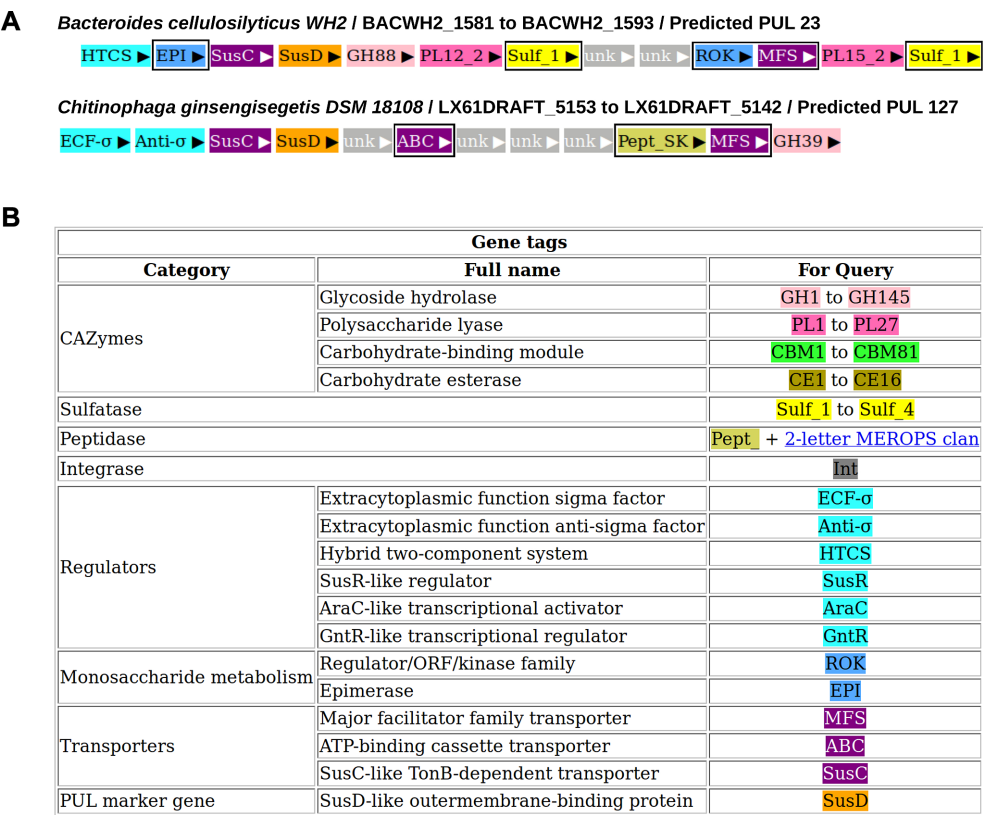 A
Bacteroides cellulosilyticus WH2 / BACWH2_1581 to BACWH2_1593 / Predicted PUL 23
HTCS ▶ EPI ▶ SusC ▶ SusD ▶ GH88 ▶ PL12_2 ▶ Sulf_1 ▶ unk ▶ unk ▶ ROK ▶ MFS ▶ PL15_2 ▶ Sulf_1 ▶
Chitinophaga ginsengisegetis DSM 18108 / LX61DRAFT_5153 to LX61DRAFT_5142 / Predicted PUL 127
ECF-σ ▶ Anti-σ ▶ SusC ▶ SusD ▶ unk ▶ ABC ▶ unk ▶ unk ▶ unk ▶ Pept_SK ▶ MFS ▶ GH39 ▶
B
Gene tags
Category Full name For Query
CAZymes
Glycoside hydrolase GH1 to GH145
Polysaccharide lyase PL1 to PL27
Carbohydrate-binding module CBM1 to CBM81
Carbohydrate esterase CE1 to CE16
Sulfatase Sulf_1 to Sulf_4
Peptidase Pept_ + 2-letter MEROPS clan
Integrase Int
Regulators
Extracytoplasmic function sigma factor ECF-σ
Extracytoplasmic function anti-sigma factor Anti-σ
Hybrid two-component system HTCS
SusR-like regulator SusR
AraC-like transcriptional activator AraC
GntR-like transcriptional regulator GntR
Monosaccharide metabolism
Regulator/ORF/kinase family ROK
Epimerase EPI
Transporters
Major facilitator family transporter MFS
ATP-binding cassette transporter ABC
SusC-like TonB-dependent transporter SusC
PUL marker gene SusD-like outermembrane-binding protein SusD